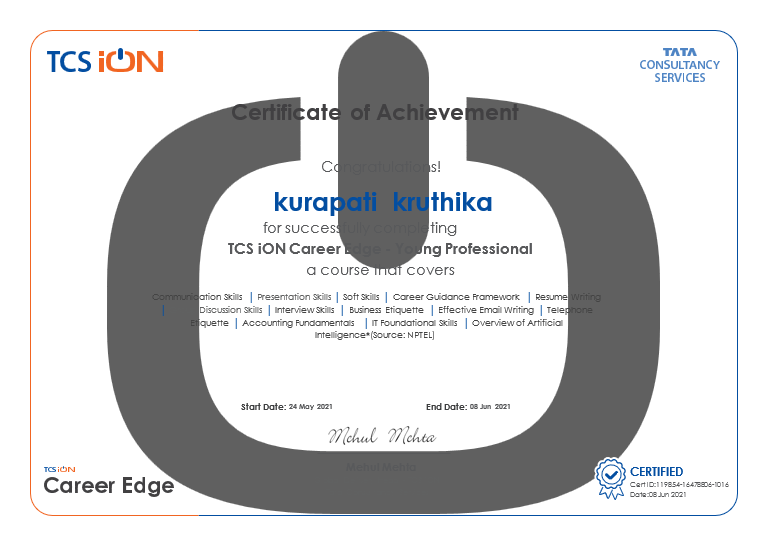 TCS iON
TATA
CONSULTANCY
SERVICES
Certificate of Achievement
Congratulations!
kurapati kruthika
for successfully completing
TCS iON Career Edge - Young Professional
a course that covers
Communication Skills | Presentation Skills | Soft Skills | Career Guidance Framework | Resume Writing
| Discussion Skills | Interview Skills | Business Etiquette | Effective Email Writing | Telephone
Etiquette | Accounting Fundamentals | IT Foundational Skills | Overview of Artificial
Intelligence*(Source: NPTEL)
Start Date: 24 May 2021 End Date: 08 Jun 2021
Mehul Mehta
Mehul Mehta
TCS iON
Career Edge
CERTIFIED
Cert ID:119854-16478806-1016
Date:08 Jun 2021